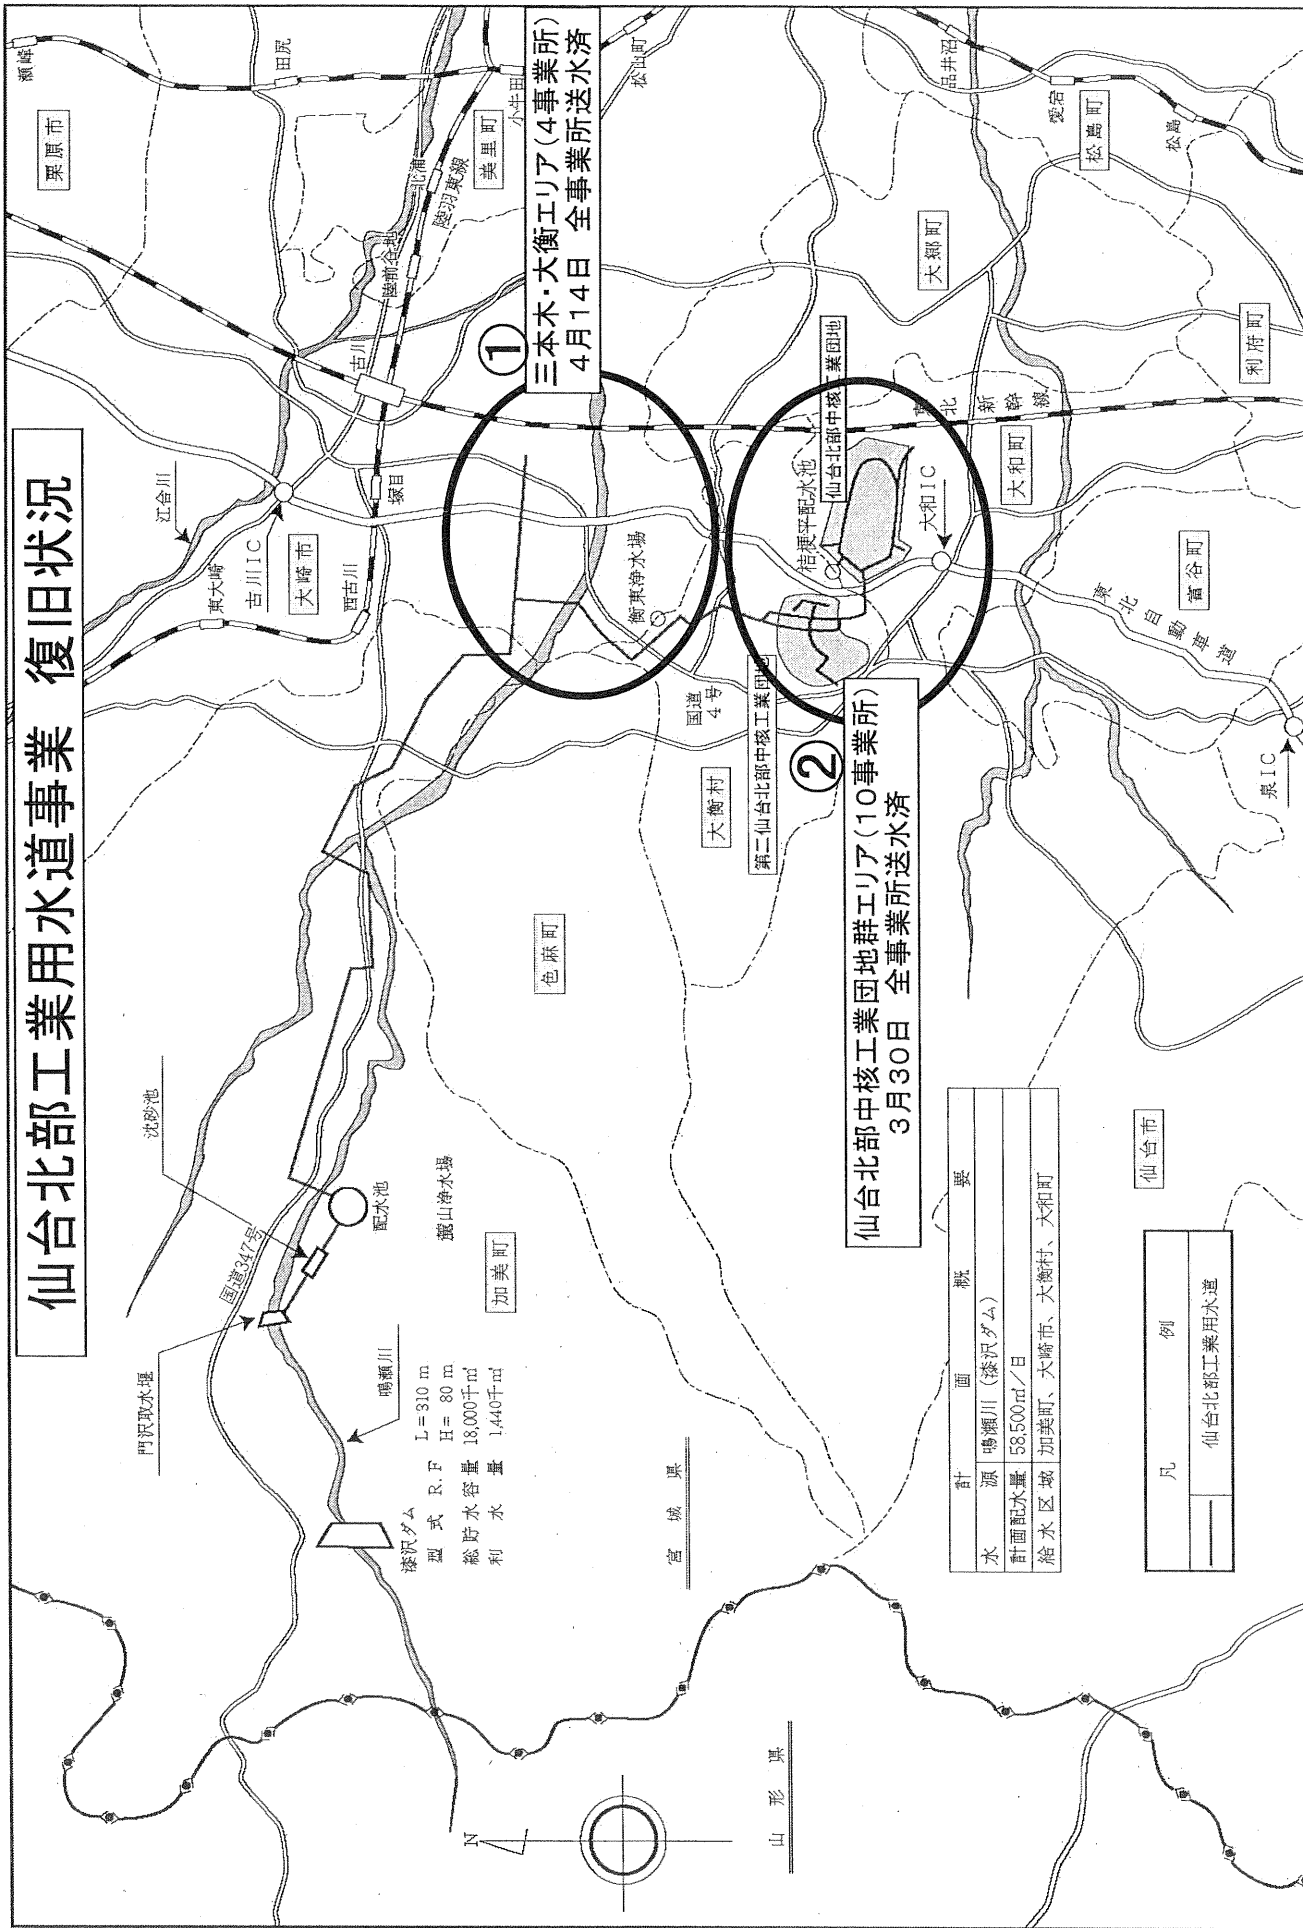 仙台北部工業用水道事業 復旧状況
①
三本木・大衡エリア(4事業所)
4月14日 全事業所送水済
②
仙台北部中核工業団地群エリア(10事業所)
3月30日 全事業所送水済
門沢取水堰
沈砂池
国道347号
配水池
鳴瀬川
漆沢ダム
型式 R.F L=310 m
H= 80 m
総貯水容量 18,000千㎥
利水量 1,440千㎥
加美町
色麻町
宮城県
山形県
N
江合川
東大崎
古川IC
大崎市
西古川
塚目
古川
陸前谷地
北浦
陸羽東線
美里町
小牛田
栗原市
瀬峰
田尻
松山町
衡東浄水場
国道
4号
大衡村
第二仙台北部中核工業団地
桔梗平配水池
仙台北部中核工業団地
大和IC
東北新幹線
大和町
大郷町
品井沼
愛宕
松島町
松島
利府町
富谷町
東北自動車道
泉IC
仙台市
計画概要
水源 鳴瀬川(漆沢ダム)
計画配水量 58,500㎥/日
給水区域 加美町、大崎市、大衡村、大和町
凡例
仙台北部工業用水道